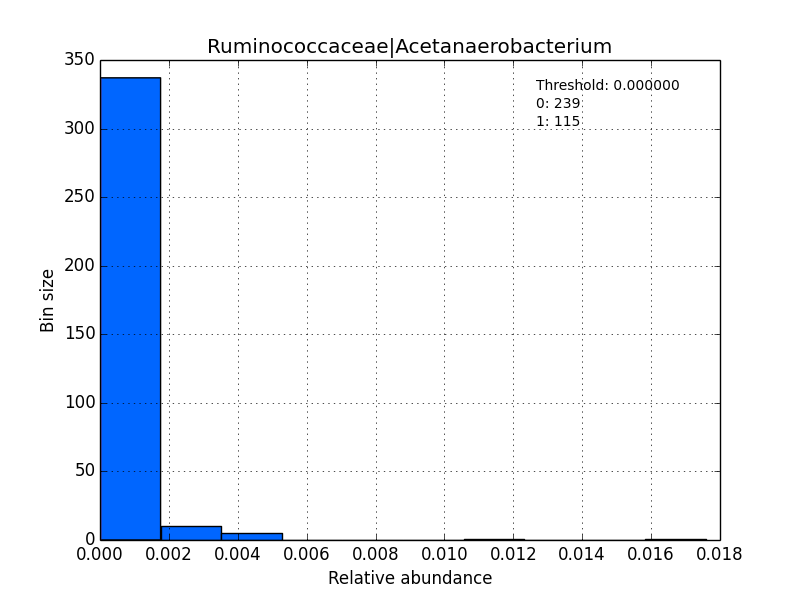 Ruminococcaceae|Acetanaerobacterium
Threshold: 0.000000
0: 239
1: 115
350
300
250
200
150
100
50
0
Bin size
0.000 0.002 0.004 0.006 0.008 0.010 0.012 0.014 0.016 0.018
Relative abundance